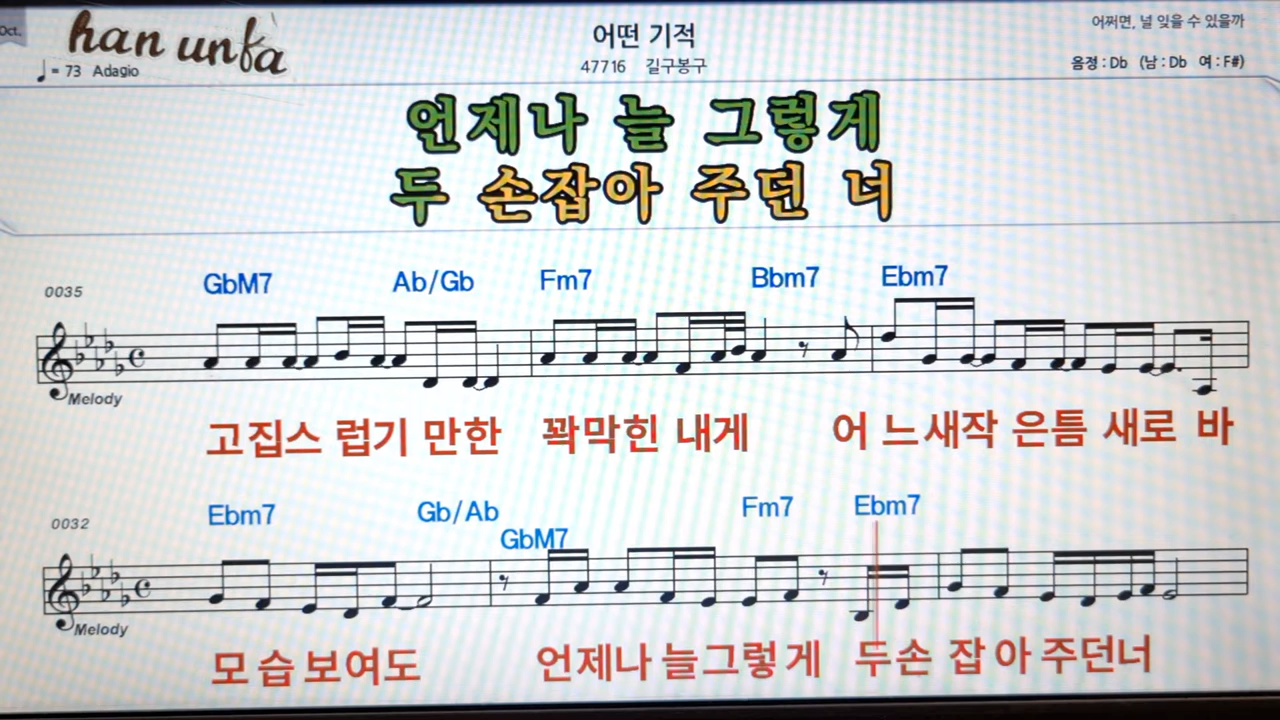 Oct.
han unfa
♩ = 73 Adagio
어떤 기적
47716 길구봉구
어쩌면, 널 잊을 수 있을까
음정 : Db (남 : Db 여 : F#)
언제나 늘 그렇게
두 손잡아 주던 너
0035 GbM7 Ab/Gb Fm7 Bbm7 Ebm7
Melody
고집스 럽기 만한 꽉막힌 내게 어 느새작 은틈 새로 바
0032 Ebm7 Gb/Ab GbM7 Fm7 Ebm7
Melody
모 습 보여도 언제나 늘그렇 게 두손 잡 아 주던너